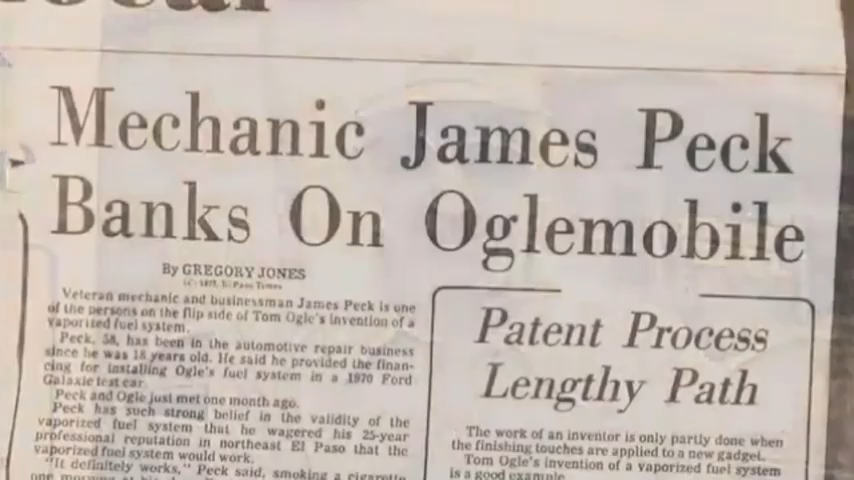 Mechanic James Peck
Banks On Oglemobile
By GREGORY JONES
Veteran mechanic and businessman James Peck is one
of the persons on the flip side of Tom Ogle's invention of a
vaporized fuel system.
Peck, 58, has been in the automotive repair business
since he was 18 years old. He said he provided the finan-
cing for installing Ogle's fuel system in a 1970 Ford
Galaxie test car.
Peck and Ogle just met one month ago.
Peck has such strong belief in the validity of the
vaporized fuel system that he wagered his 25-year
professional reputation in northeast El Paso that the
vaporized fuel system would work.
"It definitely works," Peck said, smoking a cigarette
one morning at his
Patent Process
Lengthy Path
The work of an inventor is only partly done when
the finishing touches are applied to a new gadget.
Tom Ogle's invention of a vaporized fuel system
is a good example